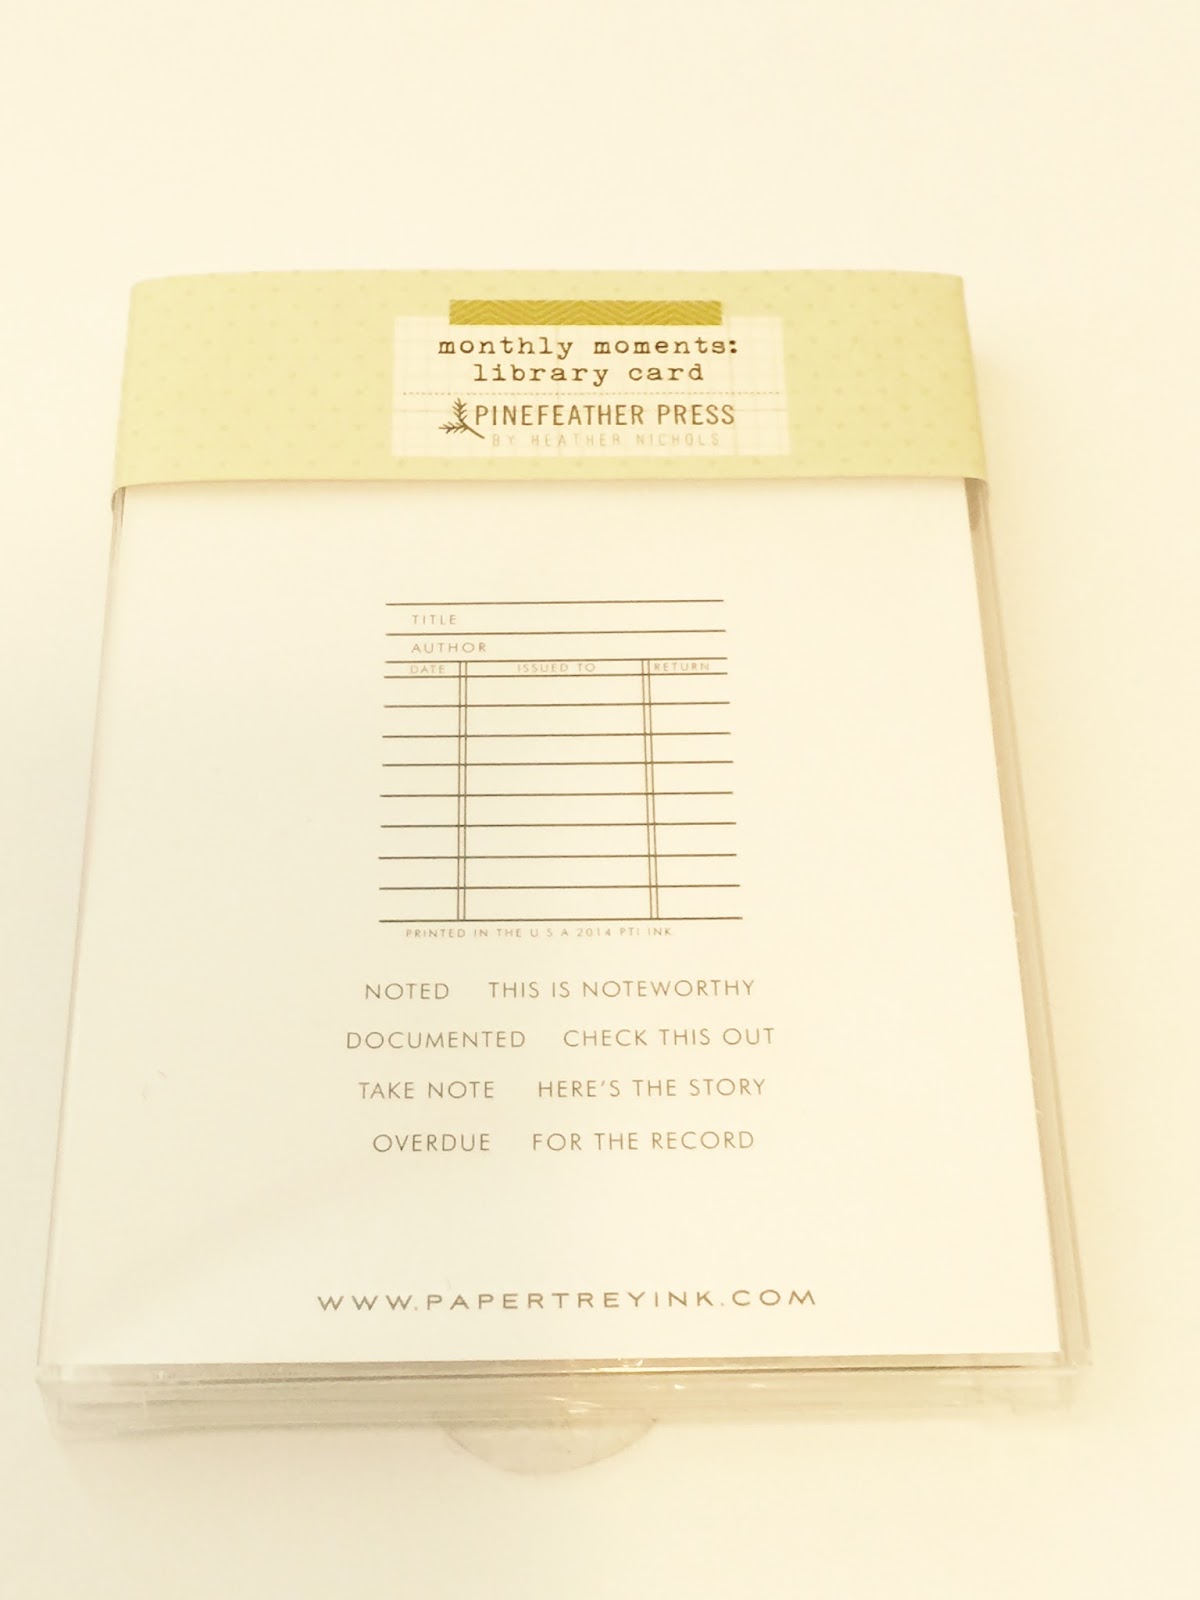 monthly moments:
library card
PINEFEATHER PRESS
BY HEATHER NICHOLS
TITLE
AUTHOR
DATE ISSUED TO RETURN
PRINTED IN THE U S A 2014 PTI INK
NOTED THIS IS NOTEWORTHY
DOCUMENTED CHECK THIS OUT
TAKE NOTE HERE'S THE STORY
OVERDUE FOR THE RECORD
WWW.PAPERTREYINK.COM